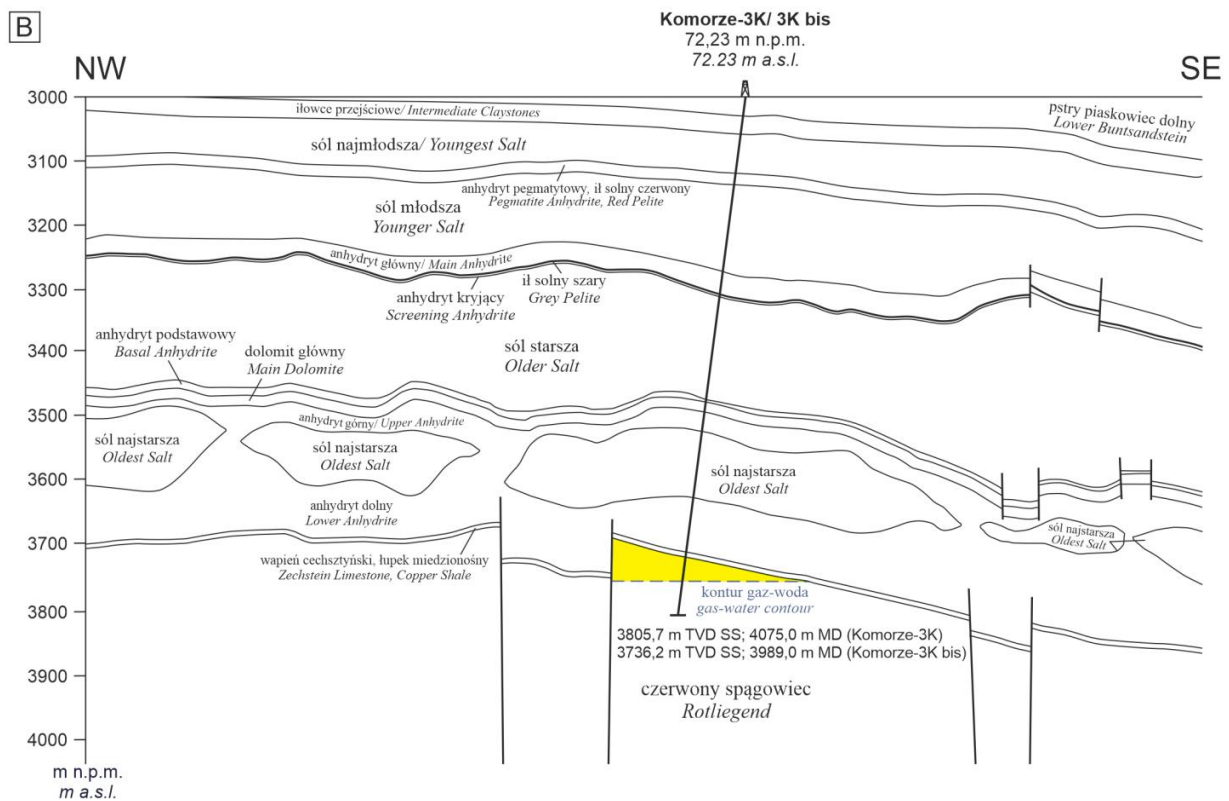 B
Komorze-3K/ 3K bis
72,23 m n.p.m.
72.23 m a.s.l.
NW
SE
3000
3100
3200
3300
3400
3500
3600
3700
3800
3900
4000
m n.p.m.
m a.s.l.
iłowce przejściowe/ Intermediate Claystones
pstry piaskowiec dolny
Lower Buntsandstein
sól najmłodsza/ Youngest Salt
anhydryt pegmatytowy, ił solny czerwony
Pegmatite Anhydrite, Red Pelite
sól młodsza
Younger Salt
anhydryt główny/ Main Anhydrite
ił solny szary
Grey Pelite
anhydryt kryjący
Screening Anhydrite
anhydryt podstawowy
Basal Anhydrite
dolomit główny
Main Dolomite
sól starsza
Older Salt
anhydryt górny/ Upper Anhydrite
sól najstarsza
Oldest Salt
sól najstarsza
Oldest Salt
sól najstarsza
Oldest Salt
sól najstarsza
Oldest Salt
anhydryt dolny
Lower Anhydrite
wapień cechsztyński, łupek miedzionośny
Zechstein Limestone, Copper Shale
kontur gaz-woda
gas-water contour
3805,7 m TVD SS; 4075,0 m MD (Komorze-3K)
3736,2 m TVD SS; 3989,0 m MD (Komorze-3K bis)
czerwony spągowiec
Rotliegend